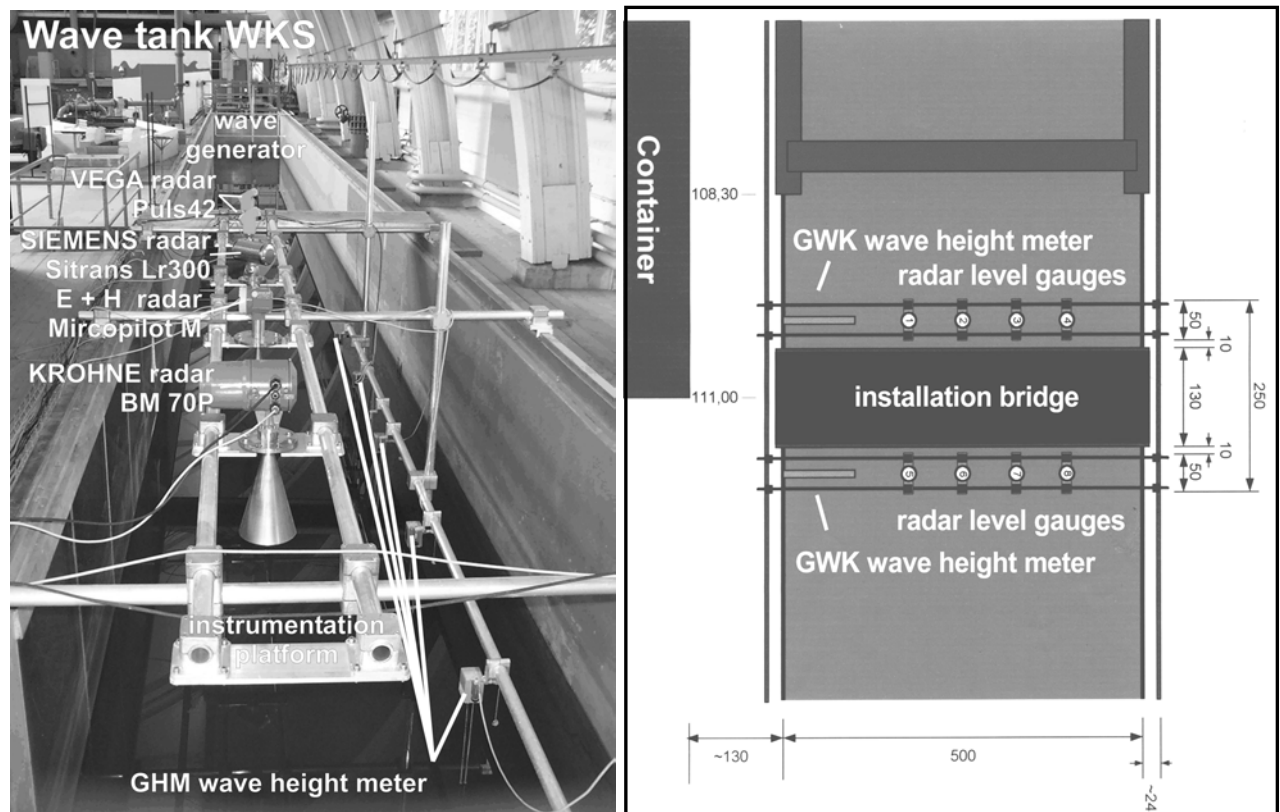 Wave tank WKS
wave
generator
VEGA radar
Puls42
SIEMENS radar
Sitrans Lr300
E + H radar
Mircopilot M
KROHNE radar
BM 70P
instrumentation
platform
GHM wave height meter
Container
108,30
GWK wave height meter
radar level gauges
1
2
3
4
50
10
111,00
installation bridge
130
250
10
5
6
7
8
50
radar level gauges
GWK wave height meter
~130
500
~24